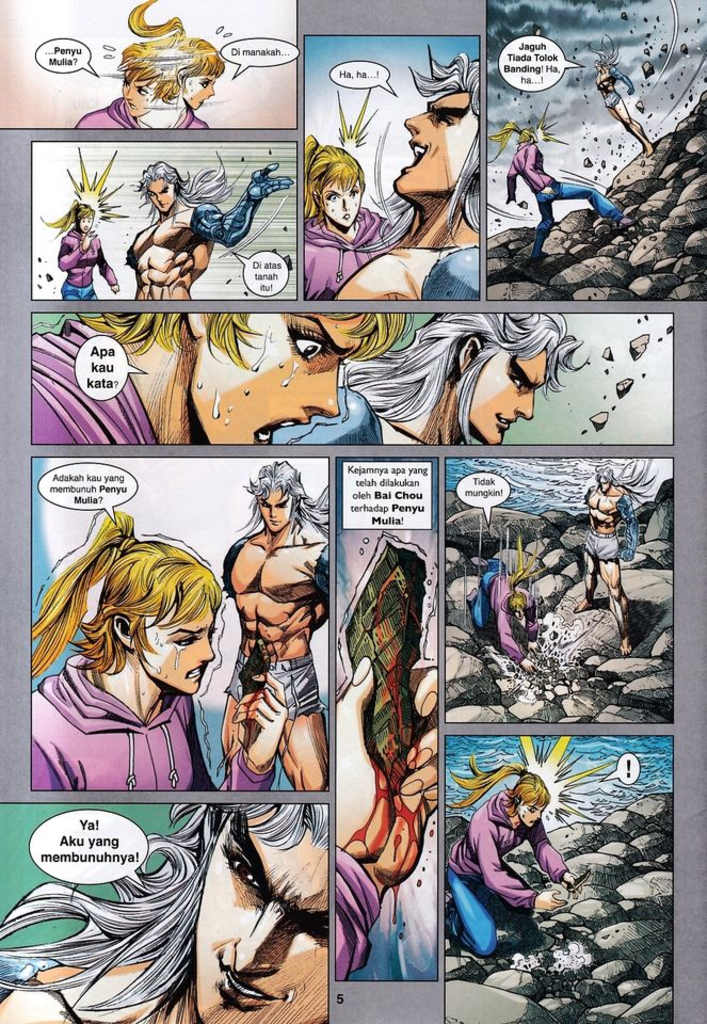 ...Penyu
Mulia?
Di manakah...
Ha, ha...!
Jaguh
Tiada Tolok
Banding! Ha,
ha...!
Di atas
tanah
itu!
Apa
kau
kata?
Adakah kau yang
membunuh Penyu
Mulia?
Kejamnya apa yang
telah dilakukan
oleh Bai Chou
terhadap Penyu
Mulia!
Tidak
mungkin!
!
Ya!
Aku yang
membunuhnya!
5